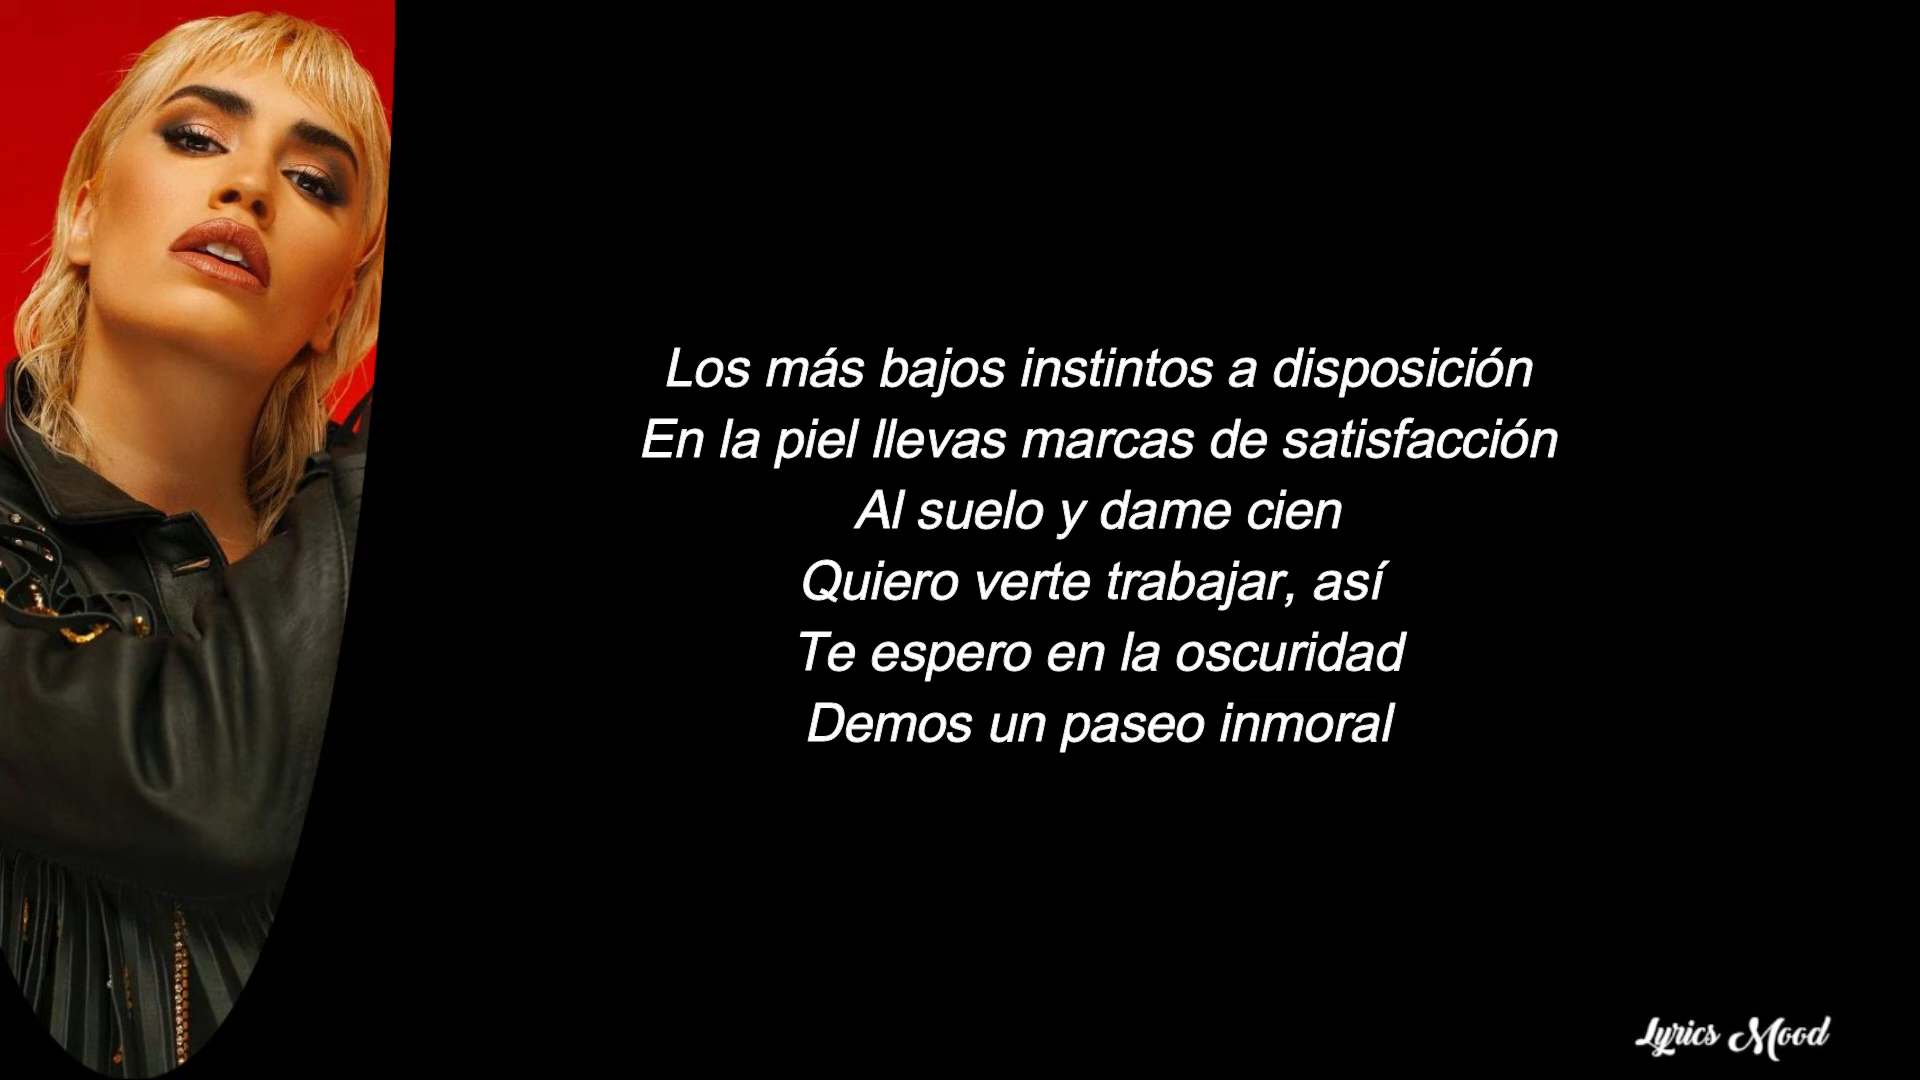 Los más bajos instintos a disposición
En la piel llevas marcas de satisfacción
Al suelo y dame cien
Quiero verte trabajar, así
Te espero en la oscuridad
Demos un paseo inmoral
Lyrics Mood